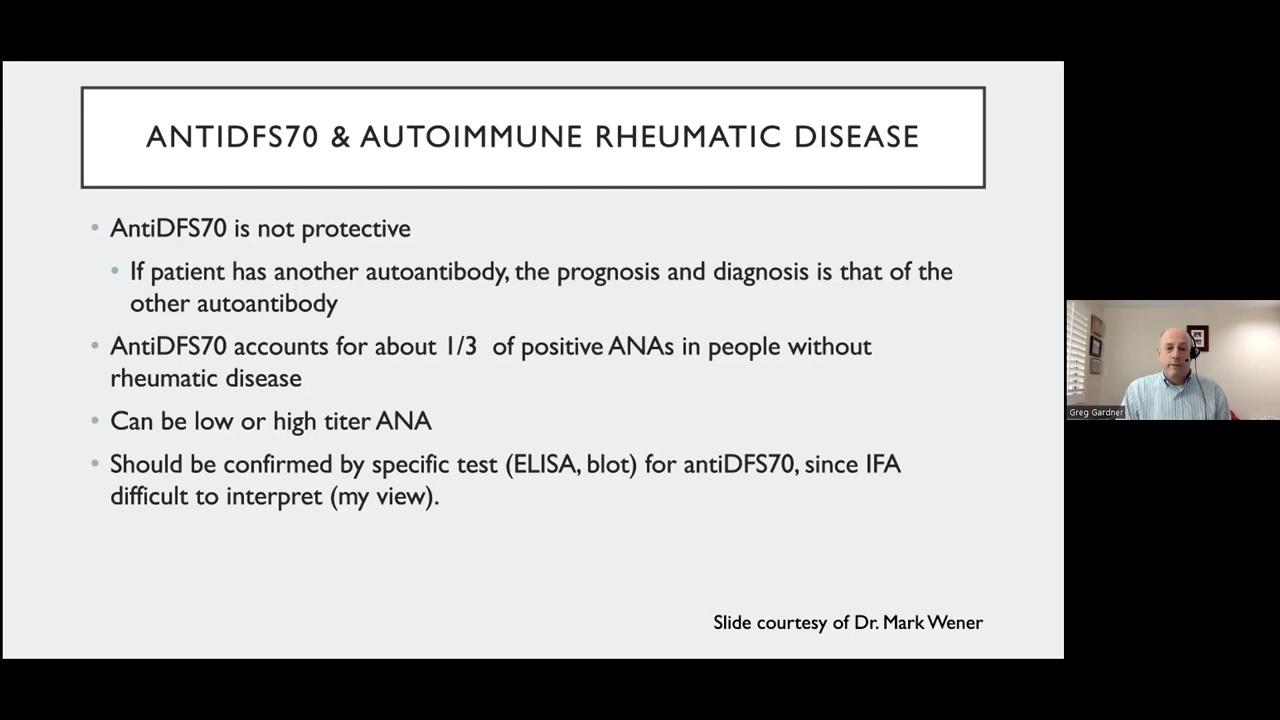 ANTIDFS70 & AUTOIMMUNE RHEUMATIC DISEASE
• AntiDFS70 is not protective
• If patient has another autoantibody, the prognosis and diagnosis is that of the
other autoantibody
• AntiDFS70 accounts for about 1/3 of positive ANAs in people without
rheumatic disease
• Can be low or high titer ANA
• Should be confirmed by specific test (ELISA, blot) for antiDFS70, since IFA
difficult to interpret (my view).
Slide courtesy of Dr. Mark Wener
Greg Gardner